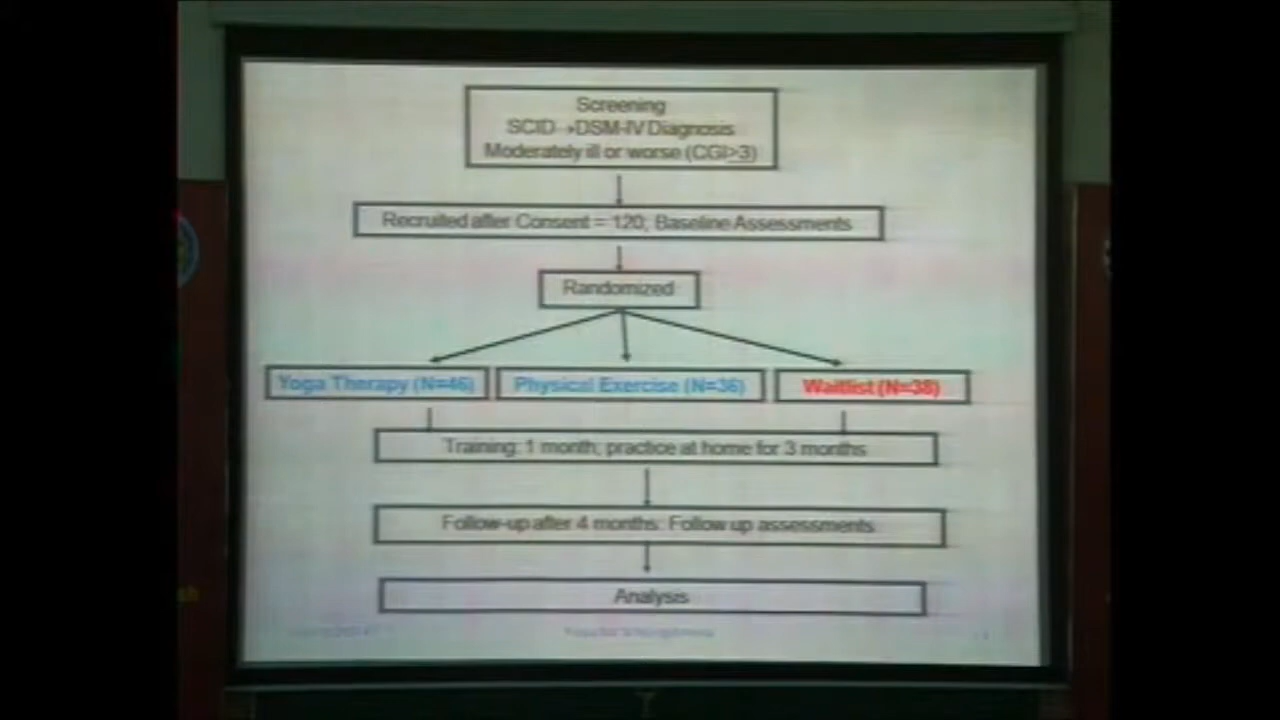 Screening
SCID →DSM-IV Diagnosis
Moderately ill or worse (CGI>3)
Recruited after Consent = 120; Baseline Assessments
Randomized
Yoga Therapy (N=46) Physical Exercise (N=36) Waitlist (N=38)
Training: 1 month; practice at home for 3 months
Follow-up after 4 months: Follow up assessments
Analysis